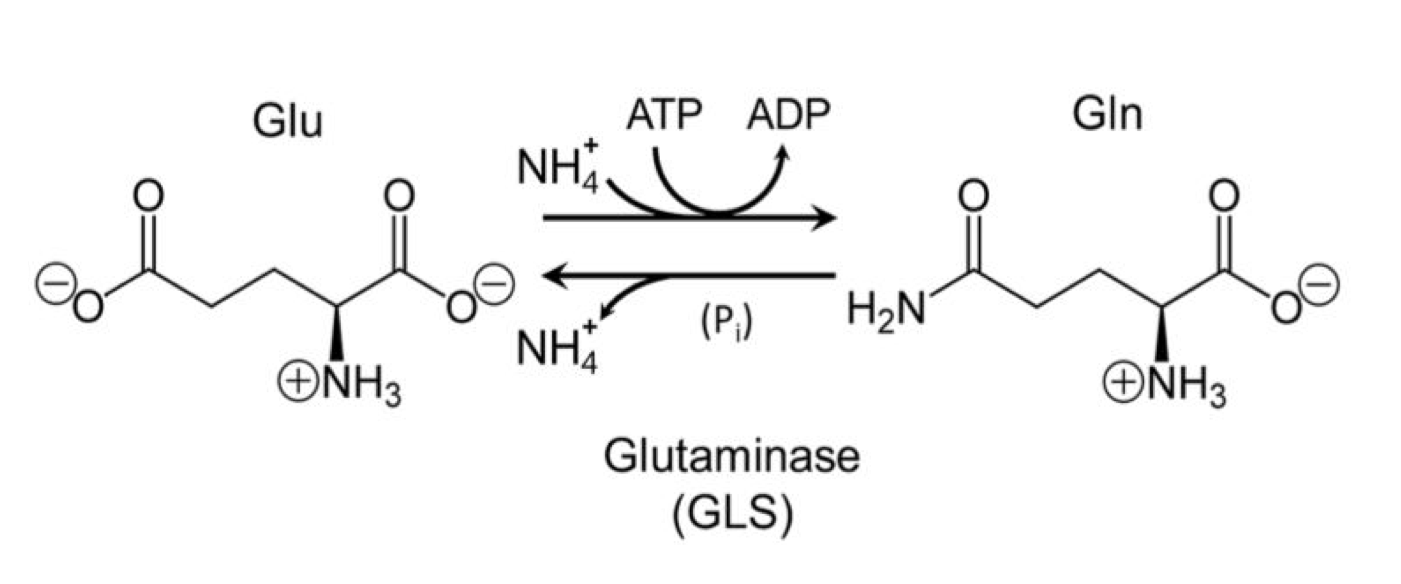 Glu
ATP ADP
Gln
NH₄⁺
O O
O O
⊖O O⊖
H₂N O⊖
NH₄⁺
(Pᵢ)
⊕NH₃
⊕NH₃
Glutaminase
(GLS)